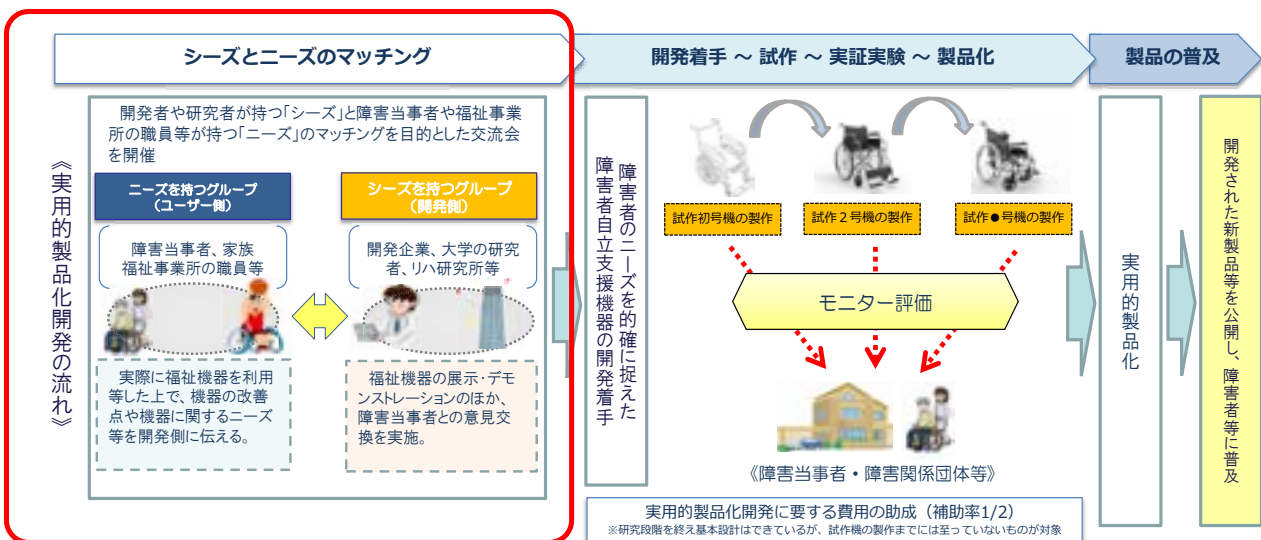 シーズとニーズのマッチング
開発着手 ～ 試作 ～ 実証実験 ～ 製品化
製品の普及
《実用的製品化開発の流れ》
開発者や研究者が持つ「シーズ」と障害当事者や福祉事業
所の職員等が持つ「ニーズ」のマッチングを目的とした交流会
を開催
ニーズを持つグループ
（ユーザー側）
シーズを持つグループ
（開発側）
障害当事者、家族
福祉事業所の職員等
開発企業、大学の研究
者、リハ研究所等
実際に福祉機器を利用
等した上で、機器の改善
点や機器に関するニーズ
等を開発側に伝える。
福祉機器の展示・デモ
ンストレーションのほか、
障害当事者との意見交
換を実施。
障害者のニーズを的確に捉えた
障害者自立支援機器の開発着手
試作初号機の製作
試作２号機の製作
試作●号機の製作
モニター評価
《障害当事者・障害関係団体等》
実用的製品化開発に要する費用の助成（補助率1/2）
※研究段階を終え基本設計はできているが、試作機の製作までには至っていないものが対象
実用的製品化
開発された新製品等を公開し、障害者等に普及